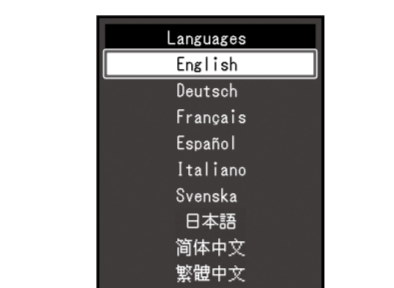 Languages
English
Deutsch
Français
Español
Italiano
Svenska
日本語
简体中文
繁體中文